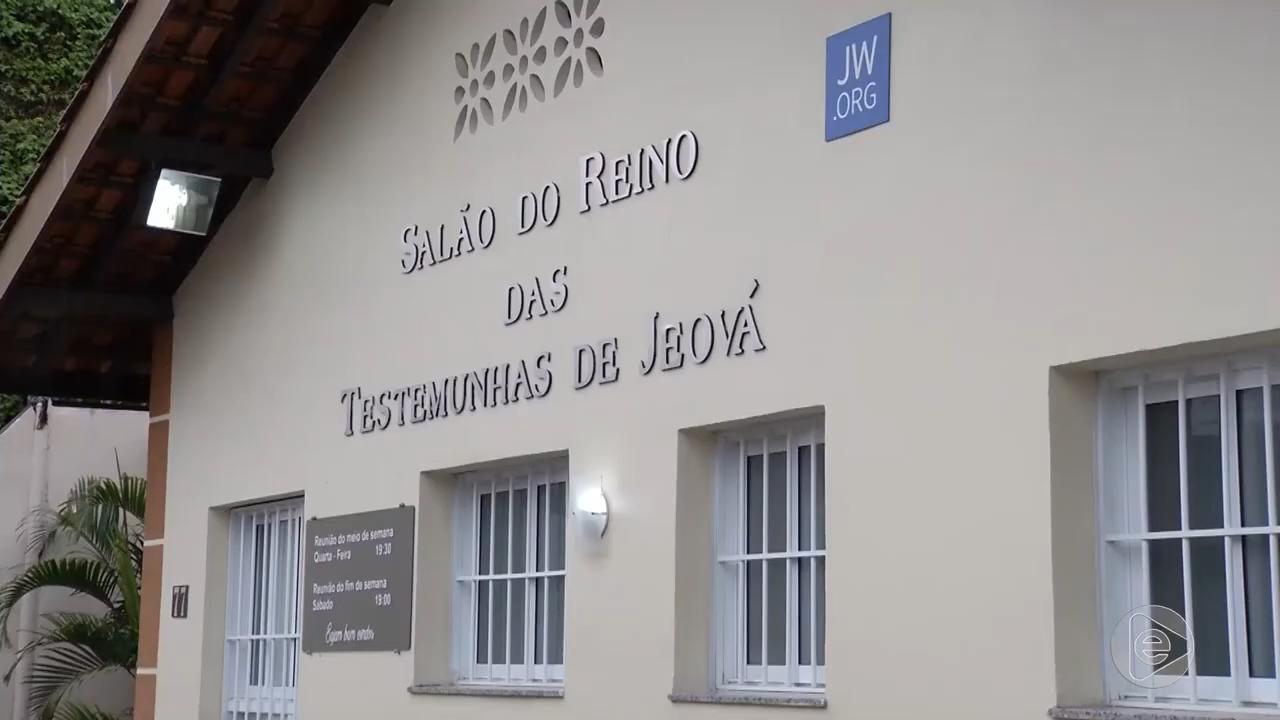 JW
.ORG
SALÃO DO REINO
DAS
TESTEMUNHAS DE JEOVÁ
Reunião do meio de semana
Quarta - Feira 19:30
Reunião do fim de semana
Sábado 19:00
Sejam bem vindos
77
e